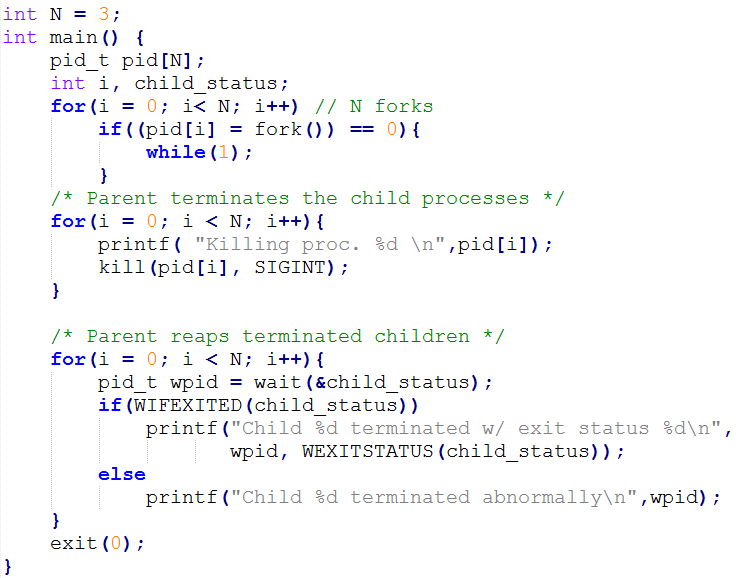 int N = 3;
int main() {
    pid_t pid[N];
    int i, child_status;
    for(i = 0; i< N; i++) // N forks
        if((pid[i] = fork()) == 0){
            while(1);
        }
    /* Parent terminates the child processes */
    for(i = 0; i < N; i++){
        printf( "Killing proc. %d \n",pid[i]);
        kill(pid[i], SIGINT);
    }

    /* Parent reaps terminated children */
    for(i = 0; i < N; i++){
        pid_t wpid = wait(&child_status);
        if(WIFEXITED(child_status))
            printf("Child %d terminated w/ exit status %d\n",
                   wpid, WEXITSTATUS(child_status));
        else
            printf("Child %d terminated abnormally\n",wpid);
    }
    exit(0);
}